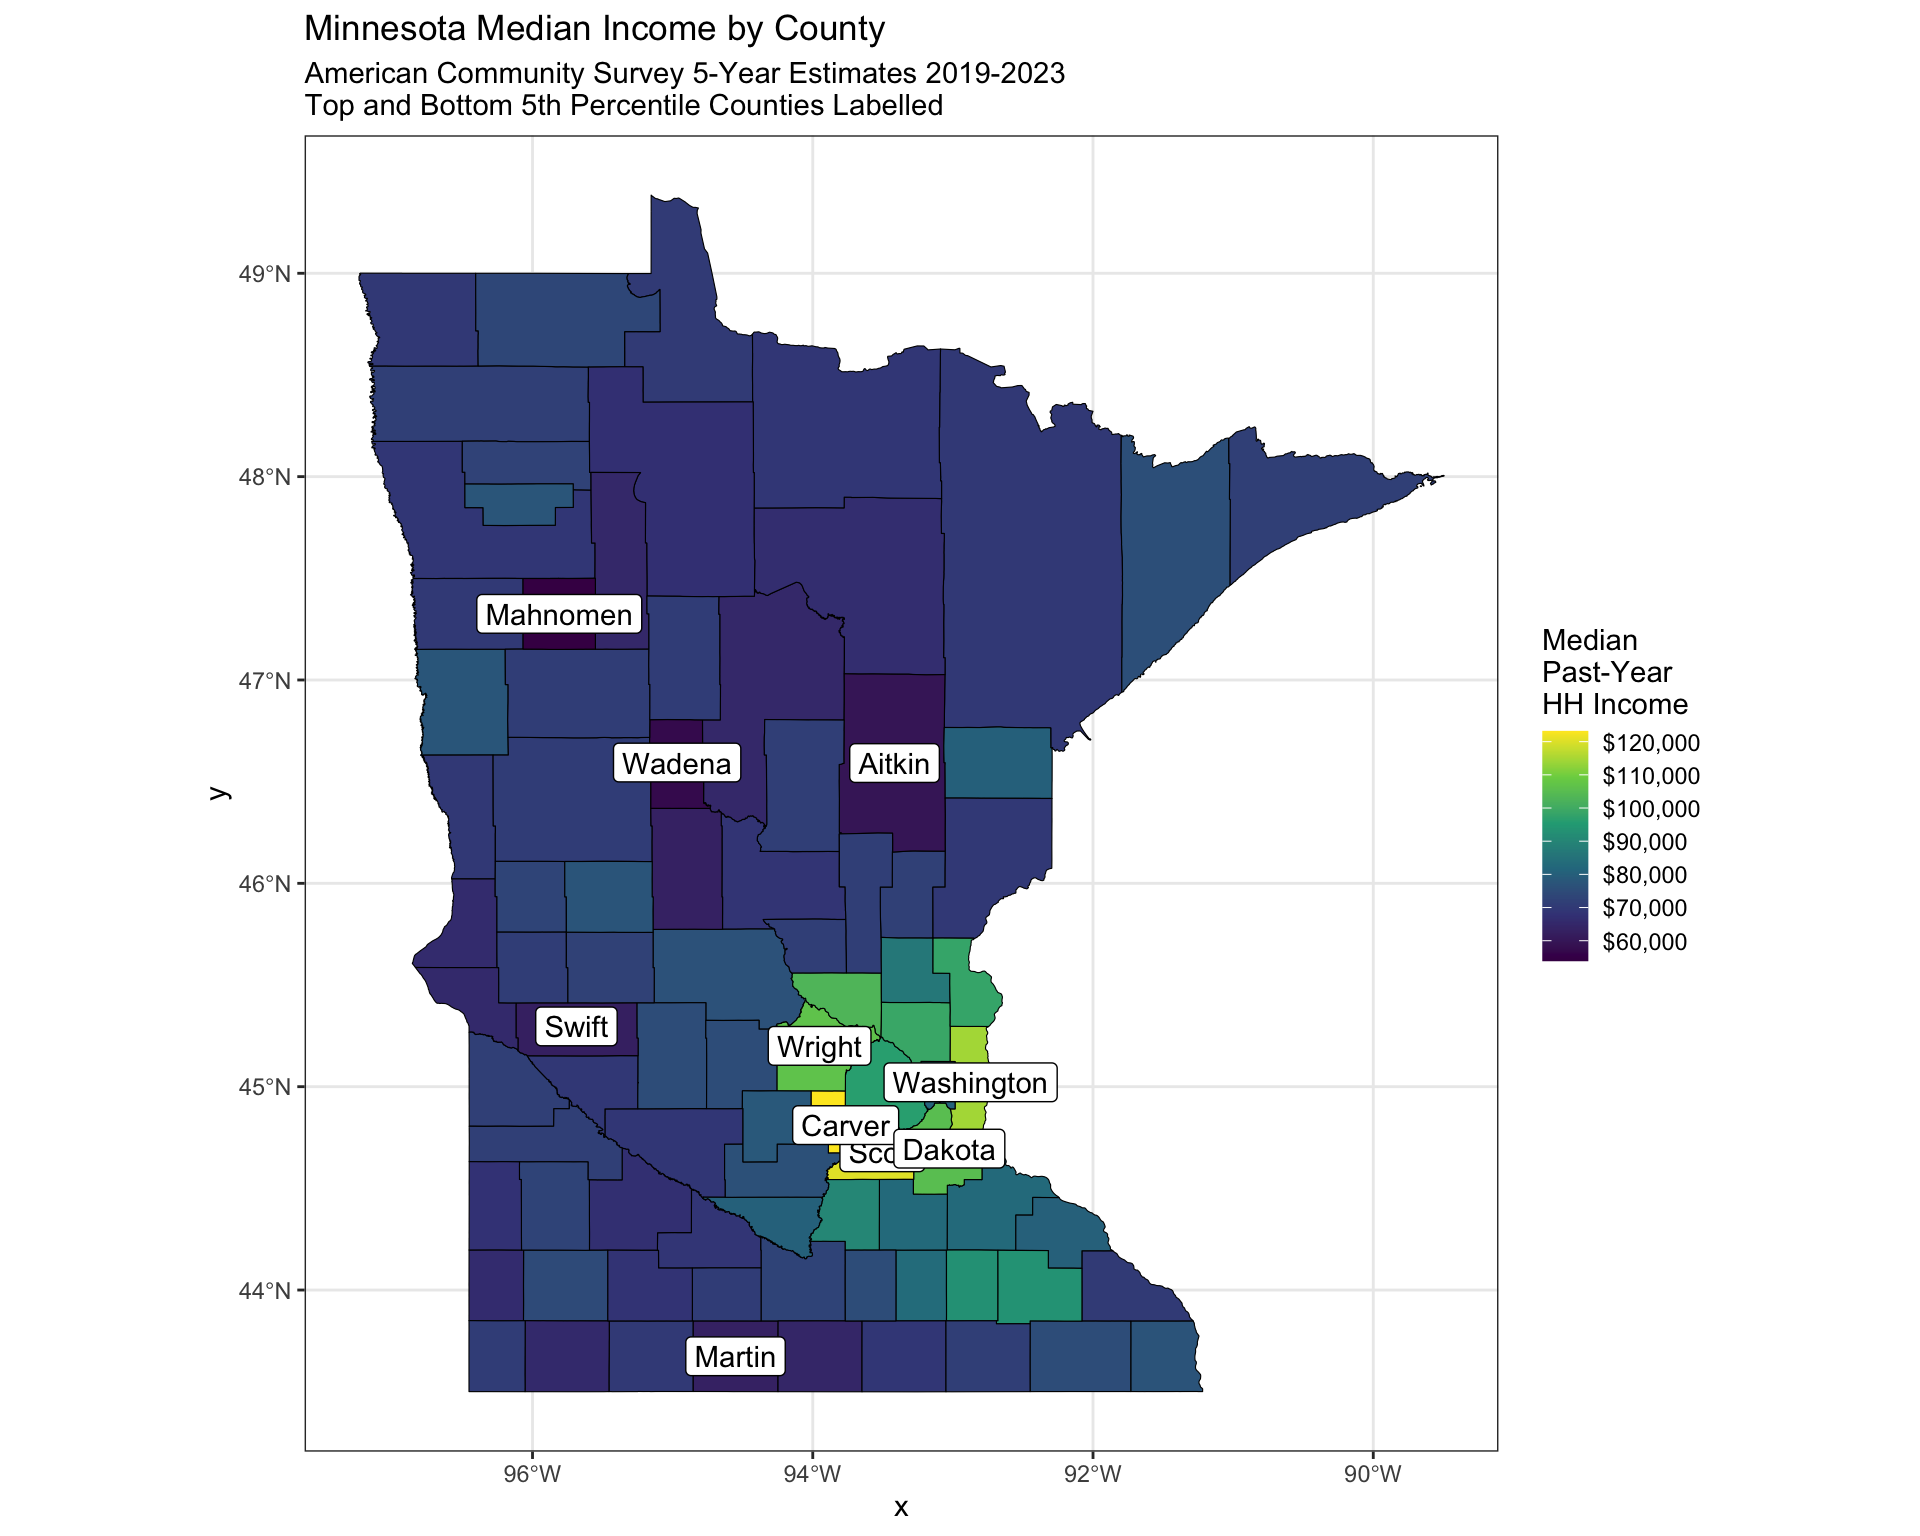 Minnesota Median Income by County
American Community Survey 5-Year Estimates 2019-2023
Top and Bottom 5th Percentile Counties Labelled
49°N
48°N
47°N
46°N
45°N
44°N
y
Mahnomen
Wadena
Aitkin
Swift
Wright
Washington
Carver
Dakota
Martin
96°W
94°W
92°W
90°W
x
Median
Past-Year
HH Income
$120,000
$110,000
$100,000
$90,000
$80,000
$70,000
$60,000